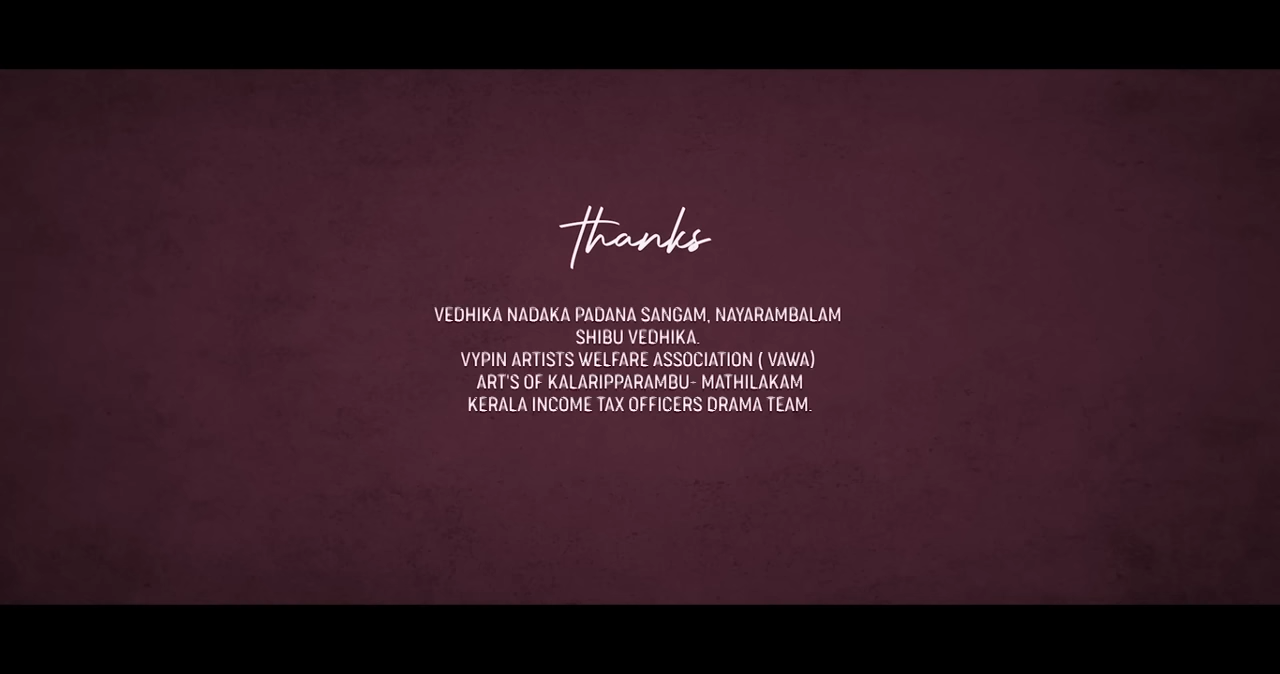 thanks
VEDHIKA NADAKA PADANA SANGAM, NAYARAMBALAM
SHIBU VEDHIKA.
VYPIN ARTISTS WELFARE ASSOCIATION ( VAWA)
ART'S OF KALARIPPARAMBU- MATHILAKAM
KERALA INCOME TAX OFFICERS DRAMA TEAM.